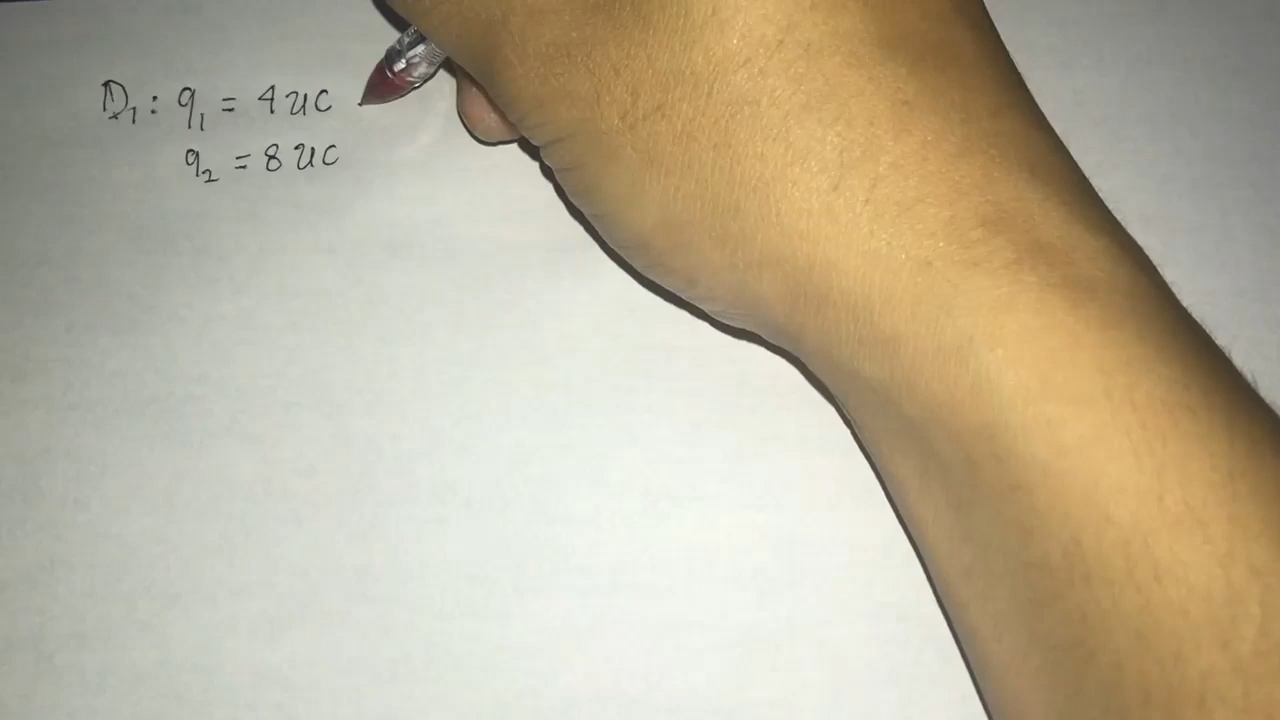 D₁: q₁ = 4 uc
q₂ = 8 uc